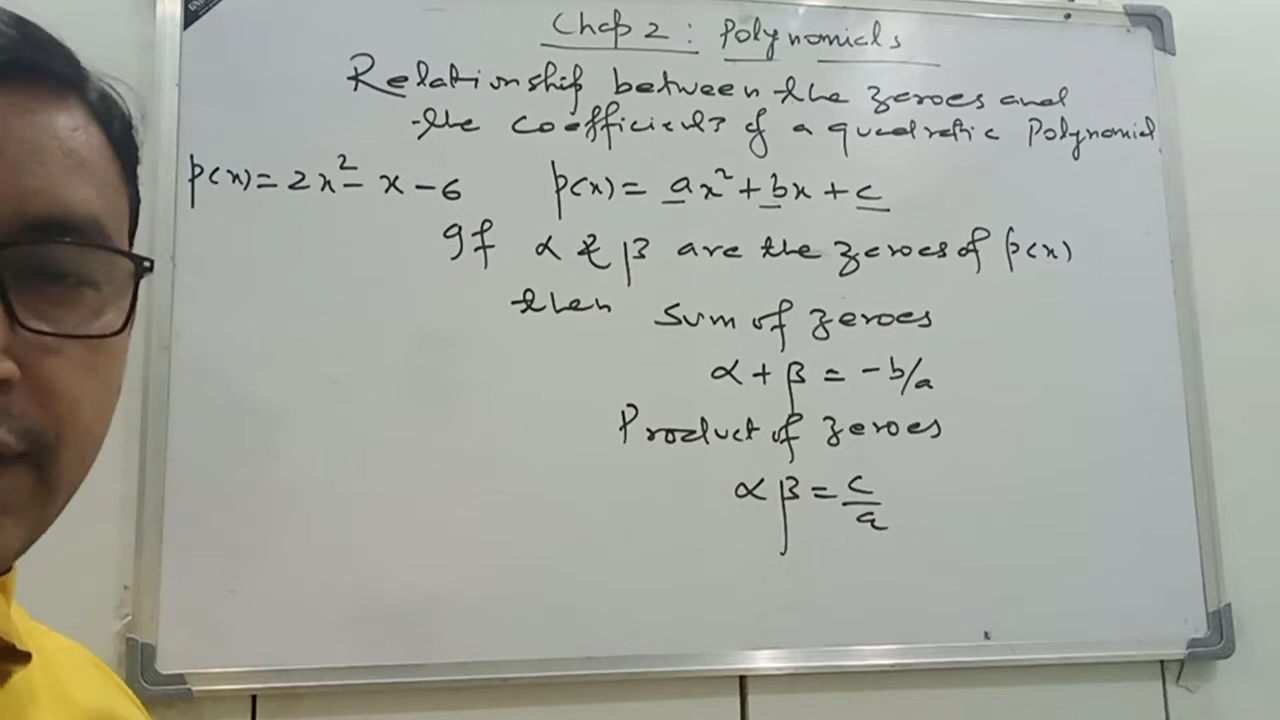 Chap 2 : Polynomials
Relationship between the zeroes and
the coefficients of a quadratic Polynomial
p(x) = 2x² - x - 6
p(x) = ax² + bx + c
If α & β are the zeroes of p(x)
then Sum of zeroes
α + β = -b/a
Product of zeroes
α β = c/a